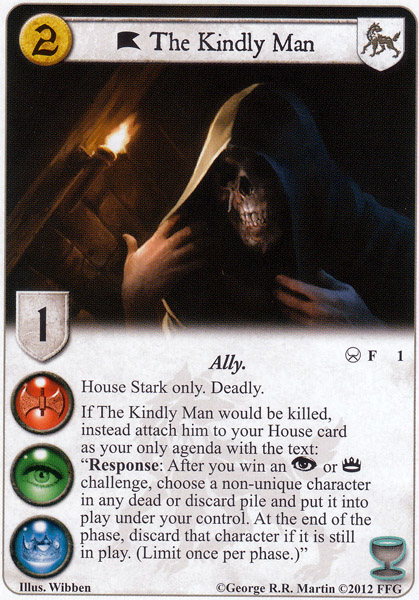 2
The Kindly Man
1
Ally.
F 1
House Stark only. Deadly.
If The Kindly Man would be killed,
instead attach him to your House card
as your only agenda with the text:
“Response: After you win an or
challenge, choose a non-unique character
in any dead or discard pile and put it into
play under your control. At the end of the
phase, discard that character if it is still
in play. (Limit once per phase.)”
Illus. Wibben ©George R.R. Martin ©2012 FFG